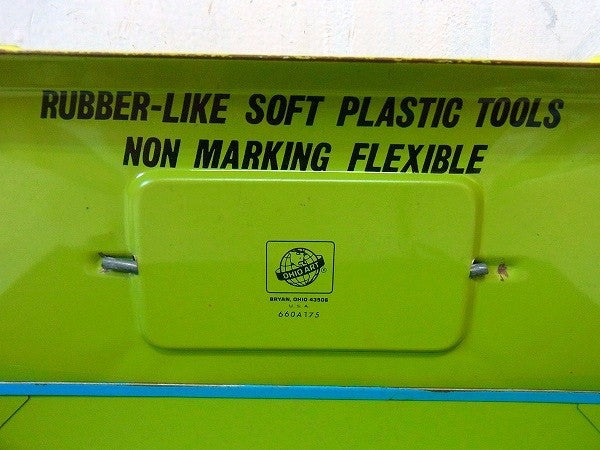 RUBBER-LIKE SOFT PLASTIC TOOLS
NON MARKING FLEXIBLE
OHIO ART
®
BRYAN, OHIO 43506
U.S.A.
660A175